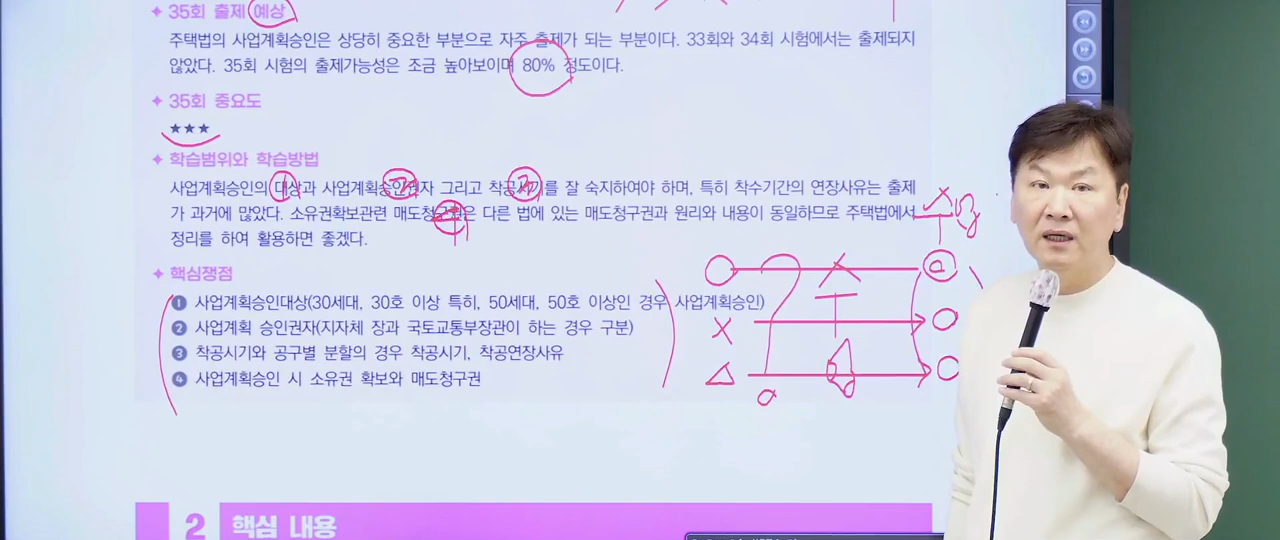 ✦ 35회 출제 예상
주택법의 사업계획승인은 상당히 중요한 부분으로 자주 출제가 되는 부분이다. 33회와 34회 시험에서는 출제되지
않았다. 35회 시험의 출제가능성은 조금 높아보이며 80% 정도이다.
✦ 35회 중요도
★★★
✦ 학습범위와 학습방법
사업계획승인의 대상과 사업계획승인권자 그리고 착공시기를 잘 숙지하여야 하며, 특히 착수기간의 연장사유는 출제
가 과거에 많았다. 소유권확보관련 매도청구권은 다른 법에 있는 매도청구권과 원리와 내용이 동일하므로 주택법에서
정리를 하여 활용하면 좋겠다.
✦ 핵심쟁점
❶ 사업계획승인대상(30세대, 30호 이상 특히, 50세대, 50호 이상인 경우 사업계획승인)
❷ 사업계획 승인권자(지자체 장과 국토교통부장관이 하는 경우 구분)
❸ 착공시기와 공구별 분할의 경우 착공시기, 착공연장사유
❹ 사업계획승인 시 소유권 확보와 매도청구권
2 핵심 내용